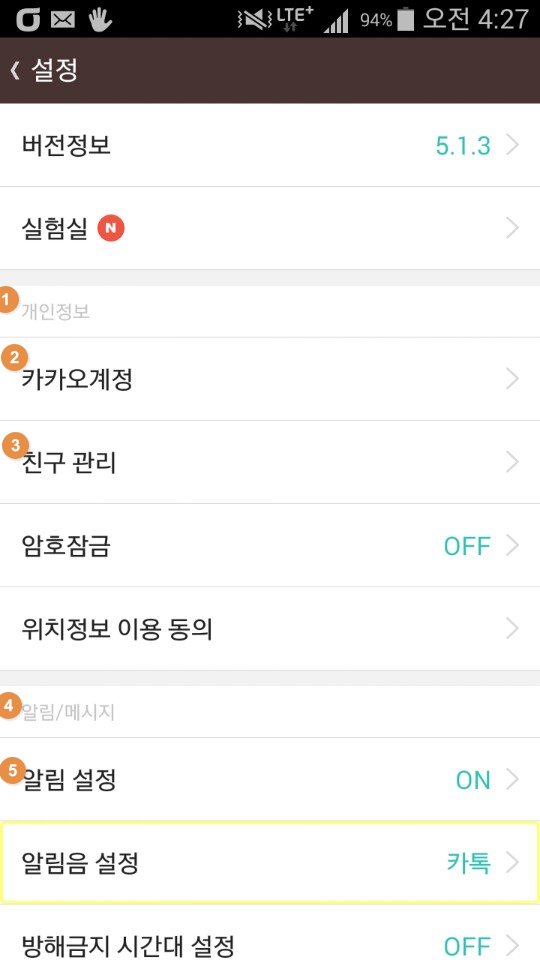 LTE+ 94% 오전 4:27
설정
버전정보 5.1.3
실험실 N
1 개인정보
2 카카오계정
3 친구 관리
암호잠금 OFF
위치정보 이용 동의
4 알림/메시지
5 알림 설정 ON
알림음 설정 카톡
방해금지 시간대 설정 OFF